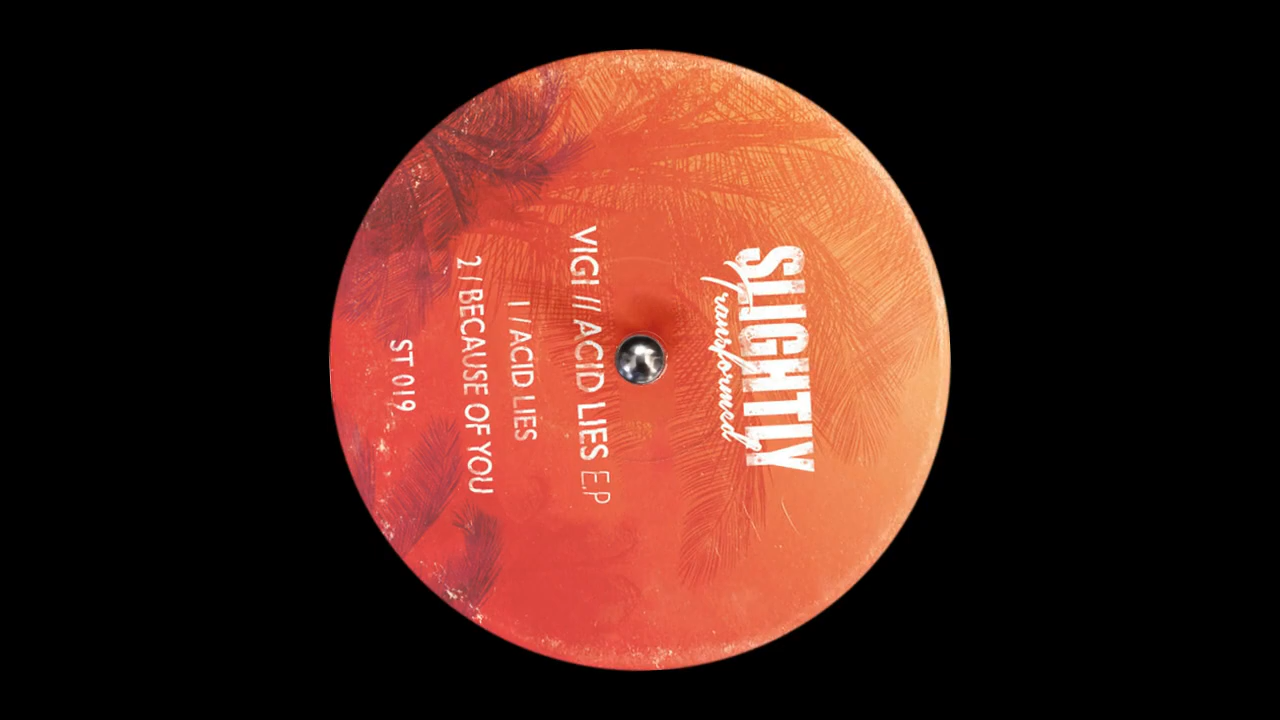 SLIGHTLY
Transformed
VIGI // ACID LIES E.P
1 / ACID LIES
2 / BECAUSE OF YOU
ST 019